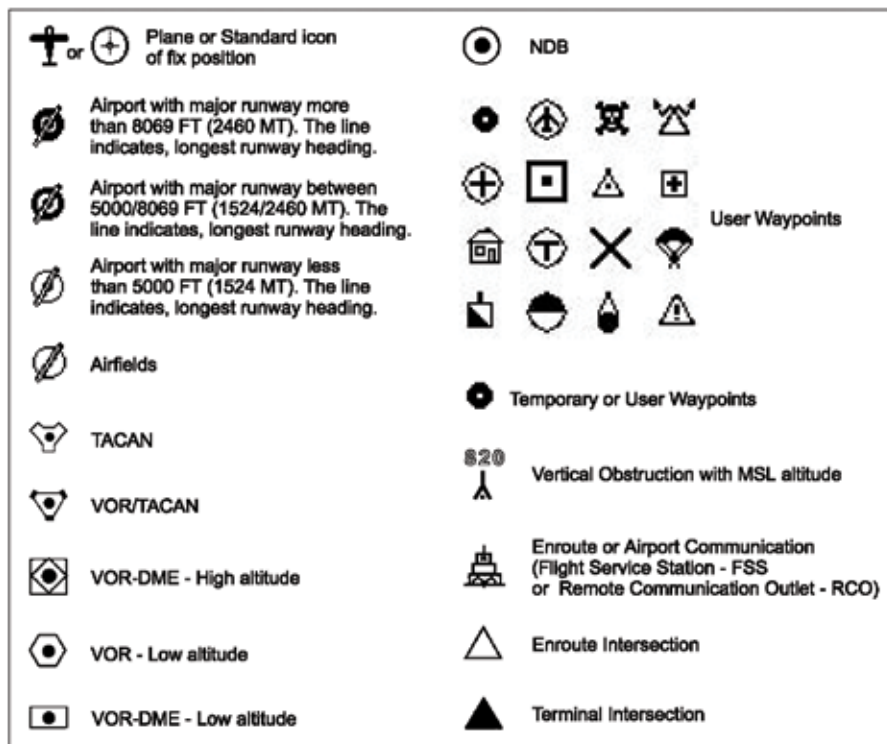 or
Plane or Standard icon
of fix position
Airport with major runway more
than 8069 FT (2460 MT). The line
indicates, longest runway heading.
Airport with major runway between
5000/8069 FT (1524/2460 MT). The
line indicates, longest runway heading.
Airport with major runway less
than 5000 FT (1524 MT). The line
indicates, longest runway heading.
Airfields
TACAN
VOR/TACAN
VOR-DME - High altitude
VOR - Low altitude
VOR-DME - Low altitude
NDB
User Waypoints
Temporary or User Waypoints
820
Vertical Obstruction with MSL altitude
Enroute or Airport Communication
(Flight Service Station - FSS
or Remote Communication Outlet - RCO)
Enroute Intersection
Terminal Intersection